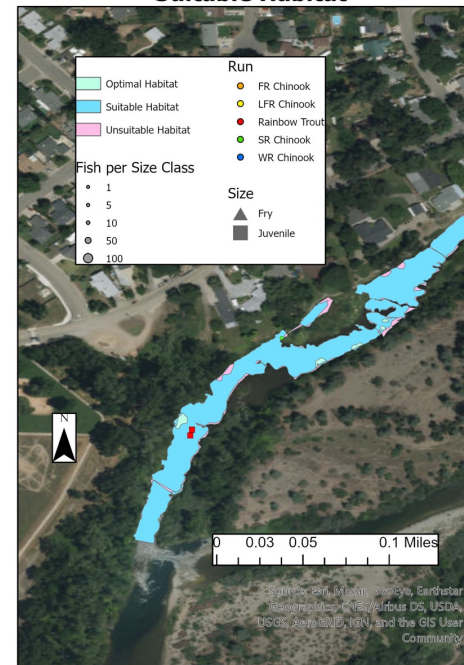 Suitable Habitat
Optimal Habitat
Suitable Habitat
Unsuitable Habitat
Fish per Size Class
1
5
10
50
100
Run
FR Chinook
LFR Chinook
Rainbow Trout
SR Chinook
WR Chinook
Size
Fry
Juvenile
N
0 0.03 0.05 0.1 Miles
Source: Esri, Maxar, GeoEye, Earthstar
Geographics, CNES/Airbus DS, USDA,
USGS, AeroGRID, IGN, and the GIS User
Community